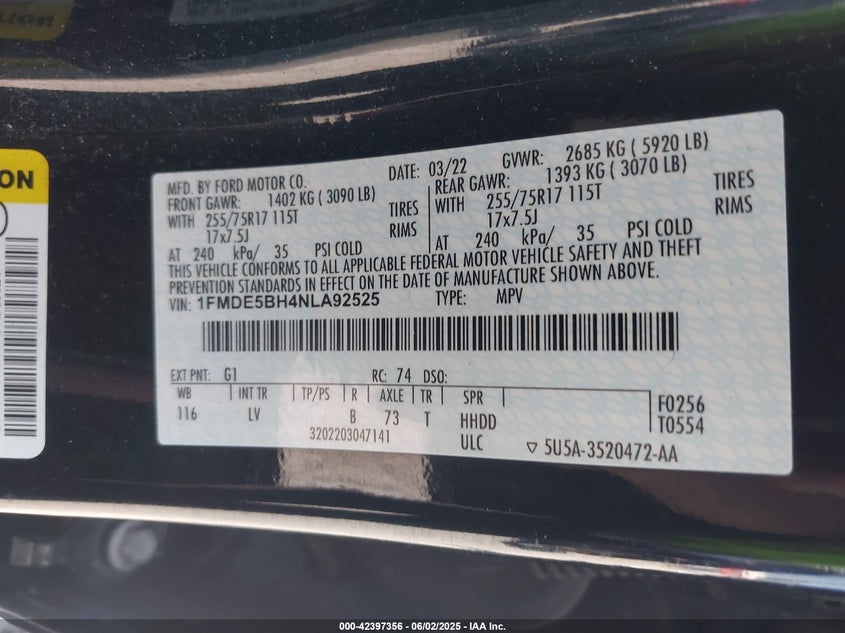 ON
MFD. BY FORD MOTOR CO.
DATE: 03/22 GVWR: 2685 KG ( 5920 LB)
FRONT GAWR: 1402 KG ( 3090 LB)
WITH 255/75R17 115T TIRES
17x7.5J RIMS
AT 240 kPa/ 35 PSI COLD
REAR GAWR: 1393 KG ( 3070 LB)
WITH 255/75R17 115T TIRES
17x7.5J RIMS
AT 240 kPa/ 35 PSI COLD
THIS VEHICLE CONFORMS TO ALL APPLICABLE FEDERAL MOTOR VEHICLE SAFETY AND THEFT
PREVENTION STANDARDS IN EFFECT ON THE DATE OF MANUFACTURE SHOWN ABOVE.
VIN: 1FMDE5BH4NLA92525 TYPE: MPV
EXT PNT: G1 RC: 74 DSO:
WB INT TR TP/PS R AXLE TR SPR
116 LV B 73 T HHDD
ULC
F0256
T0554
3202203047141
▽ 5U5A-3520472-AA
000-42397356 - 06/02/2025 - IAA Inc.